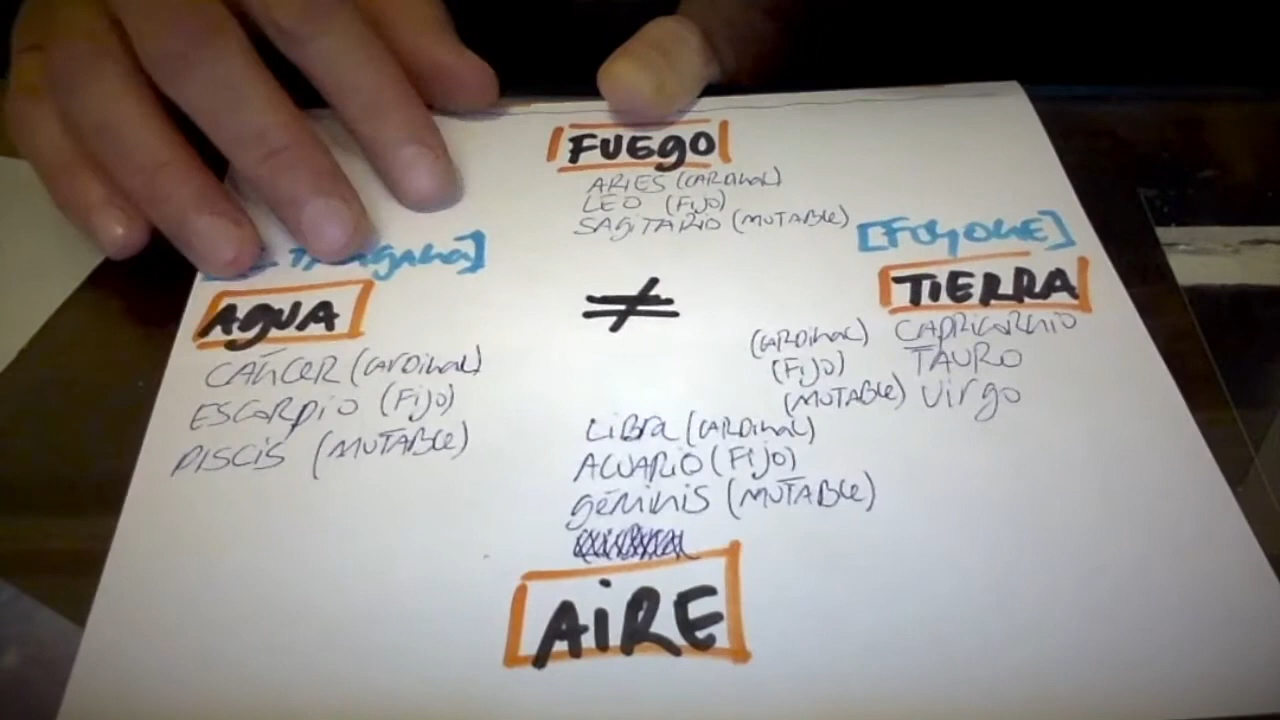 FUEGO
ARIES (CARDINAL)
LEO (FIJO)
SAGITARIO (MUTABLE)
AGUA
CÁNCER (CARDINAL)
ESCORPIO (FIJO)
PISCIS (MUTABLE)
≠
TIERRA
(CARDINAL) CAPRICORNIO
(FIJO) TAURO
(MUTABLE) VIRGO
LIBRA (CARDINAL)
ACUARIO (FIJO)
GÉMINIS (MUTABLE)
AIRE